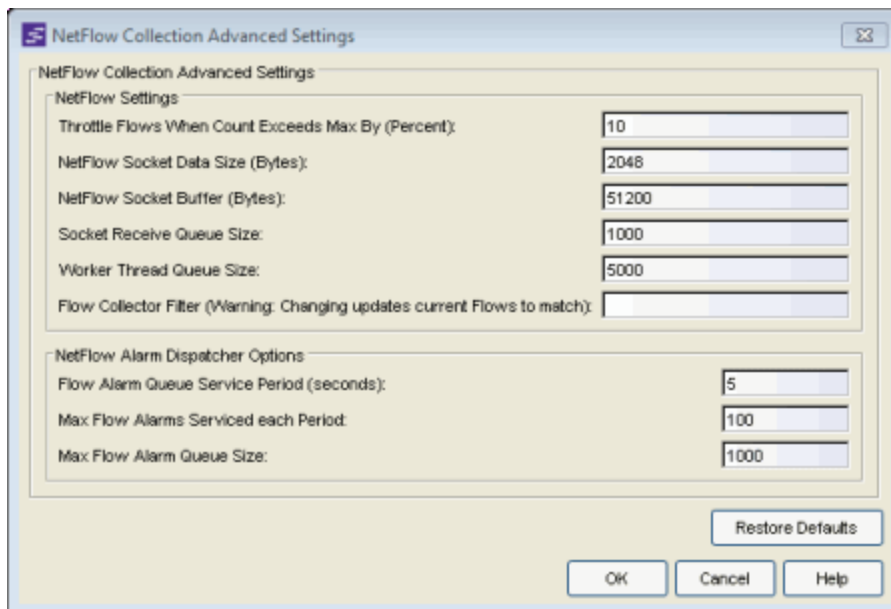 NetFlow Collection Advanced Settings
NetFlow Collection Advanced Settings
NetFlow Settings
Throttle Flows When Count Exceeds Max By (Percent): 10
NetFlow Socket Data Size (Bytes): 2048
NetFlow Socket Buffer (Bytes): 51200
Socket Receive Queue Size: 1000
Worker Thread Queue Size: 5000
Flow Collector Filter (Warning: Changing updates current Flows to match):
NetFlow Alarm Dispatcher Options
Flow Alarm Queue Service Period (seconds): 5
Max Flow Alarms Serviced each Period: 100
Max Flow Alarm Queue Size: 1000
Restore Defaults
OK Cancel Help